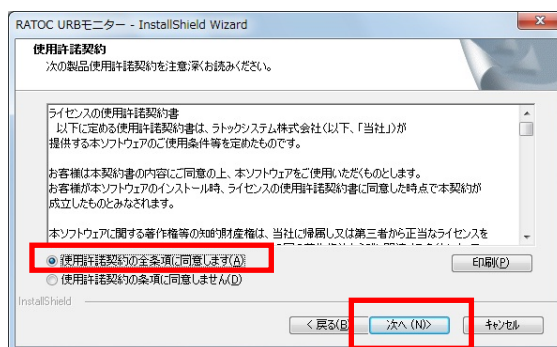 RATOC URBモニター - InstallShield Wizard
使用許諾契約
次の製品使用許諾契約を注意深くお読みください。
ライセンスの使用許諾契約書
以下に定める使用許諾契約書は、ラトックシステム株式会社(以下、「当社」)が
提供する本ソフトウェアのご使用条件等を定めたものです。
お客様は本契約書の内容にご同意の上、本ソフトウェアをご使用いただくものとします。
お客様が本ソフトウェアのインストール時、ライセンスの使用許諾契約書に同意した時点で本契約が
成立したものとみなされます。
本ソフトウェアに関する著作権等の知的財産権は、当社に帰属し又は第三者から正当なライセンスを
使用許諾契約の全条項に同意します(A)
印刷(P)
使用許諾契約の条項に同意しません(D)
InstallShield
< 戻る(B)
次へ (N)>
キャンセル